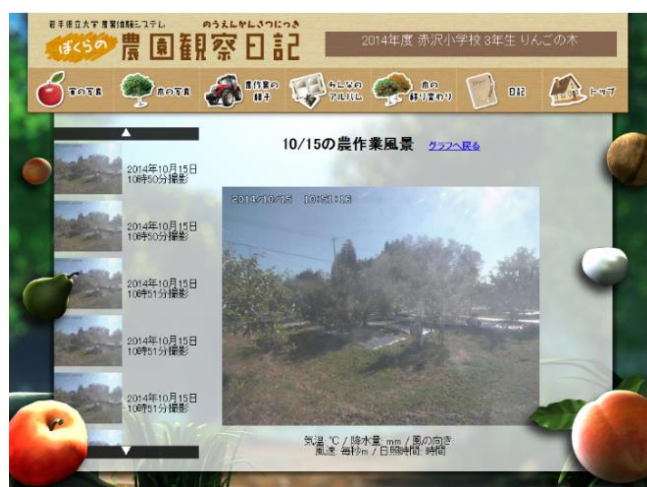 岩手県立大学 農業体験システム
のうえんかんさつにっき
ぼくらの 農園観察日記
2014年度 赤沢小学校 3年生 りんごの木
実の写真
木の写真
農作業の
様子
みんなの
アルバム
木の
移り変わり
日記
トップ
10/15の農作業風景 グラフへ戻る
2014年10月15日
10時50分撮影
2014年10月15日
10時50分撮影
2014年10月15日
10時51分撮影
2014年10月15日
10時51分撮影
2014年10月15日
10時51分撮影
2014/10/15 10:51:16
気温 ℃ / 降水量 mm / 風の向き:
風速 毎秒m / 日照時間: 時間